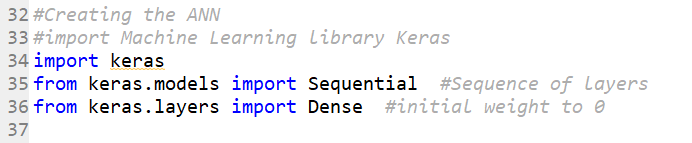 32 #Creating the ANN
33 #import Machine Learning library Keras
34 import keras
35 from keras.models import Sequential  #Sequence of layers
36 from keras.layers import Dense  #initial weight to 0
37